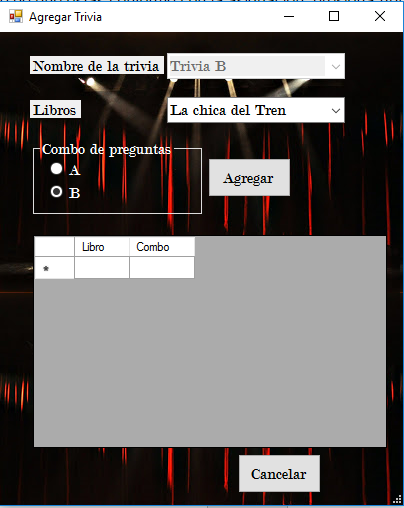 Agregar Trivia
Nombre de la trivia Trivia B
Libros La chica del Tren
Combo de preguntas
A
B
Agregar
Libro Combo
*
Cancelar